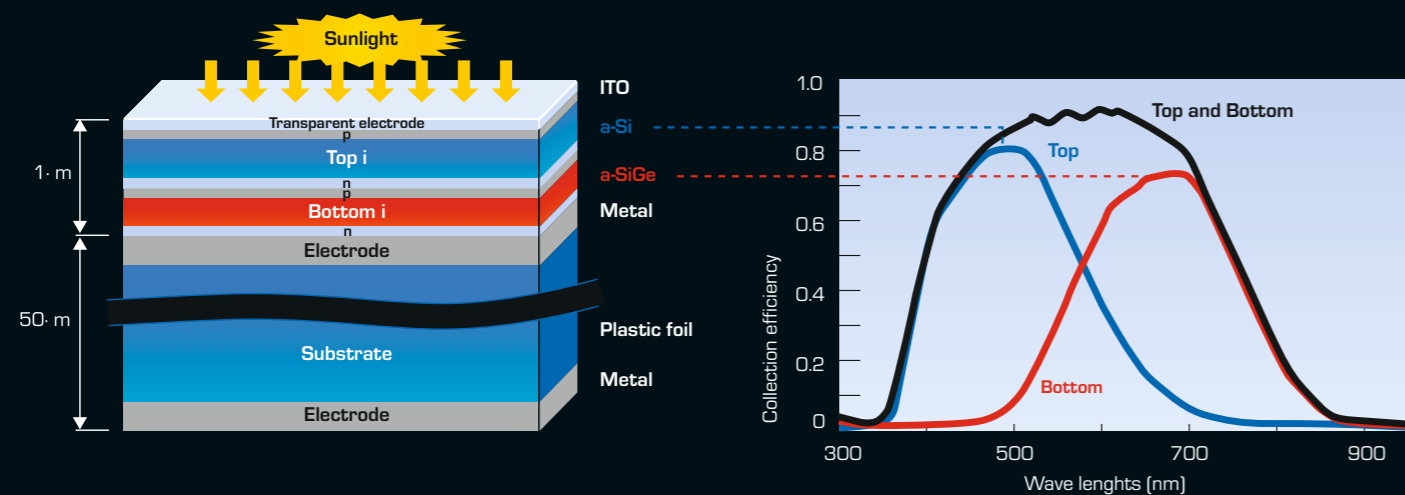 Sunlight
Transparent electrode
p
Top i
n
p
Bottom i
n
Electrode
Substrate
Electrode
1· m
50· m
ITO
a-Si
a-SiGe
Metal
Plastic foil
Metal
1.0
0.8
0.6
0.4
0.2
0
Collection efficiency
Top and Bottom
Top
Bottom
300
500
700
900
Wave lenghts (nm)